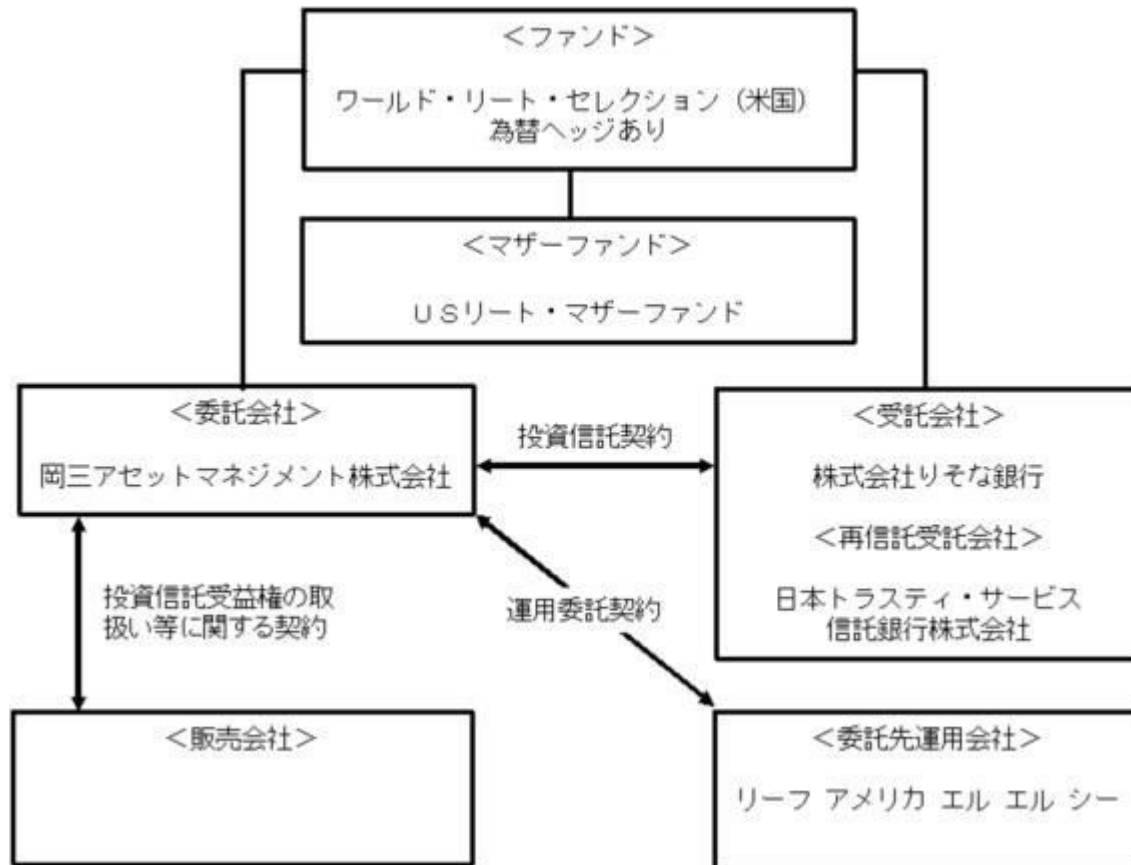 ＜ファンド＞
ワールド・リート・セレクション（米国）
為替ヘッジあり
＜マザーファンド＞
ＵＳリート・マザーファンド
＜委託会社＞
岡三アセットマネジメント株式会社
投資信託契約
＜受託会社＞
株式会社りそな銀行
＜再信託受託会社＞
日本トラスティ・サービス
信託銀行株式会社
投資信託受益権の取
扱い等に関する契約
運用委託契約
＜販売会社＞
＜委託先運用会社＞
リーフ アメリカ エル エル シー